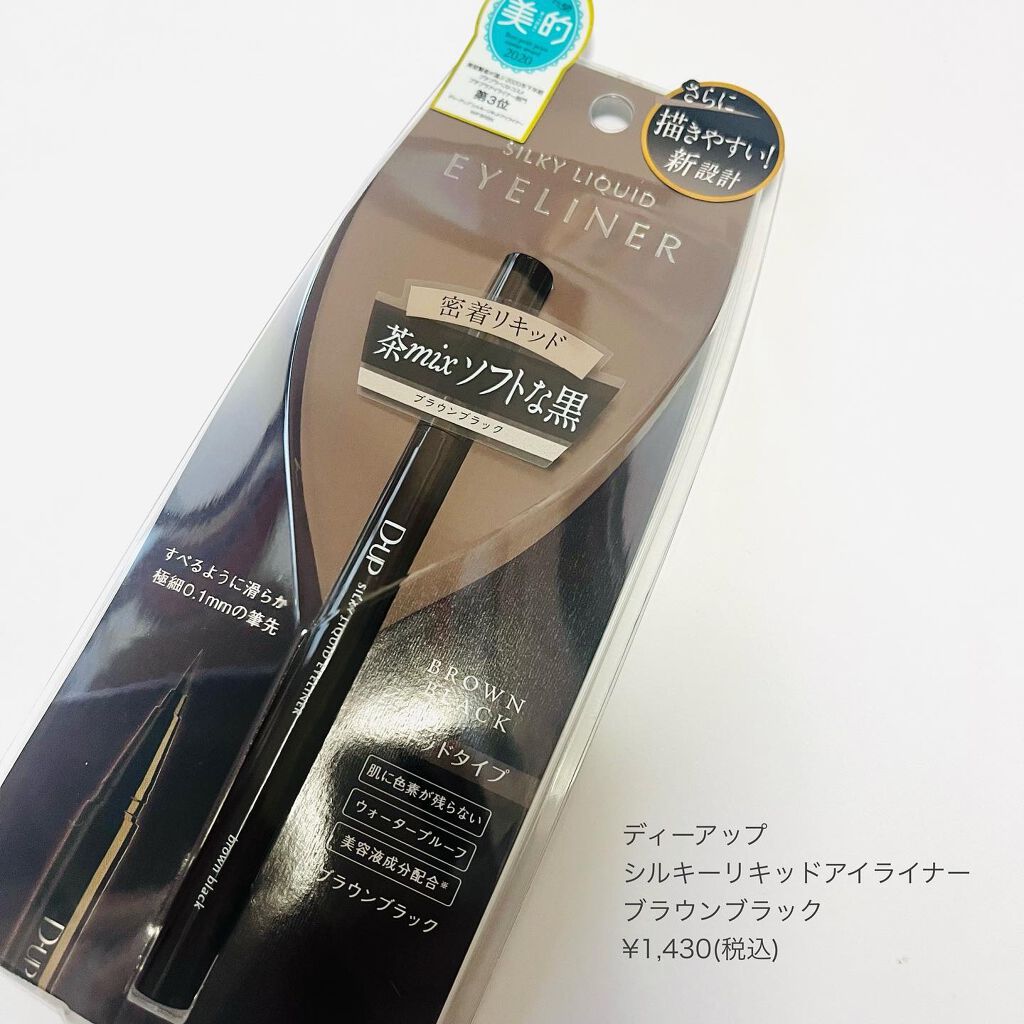 美的
2020
第3位
さらに
描きやすい!
新設計
SILKY LIQUID
EYELINER
密着リキッド
茶mixソフトな黒
ブラウンブラック
すべるように滑らか
極細0.1mmの筆先
D-UP
SILKY LIQUID EYELINER
brown black
BROWN
BLACK
ッドタイプ
肌に色素が残らない
ウォータープルーフ
美容液成分配合※
ブラウンブラック
D-UP
ディーアップ
シルキーリキッドアイライナー
ブラウンブラック
¥1,430(税込)